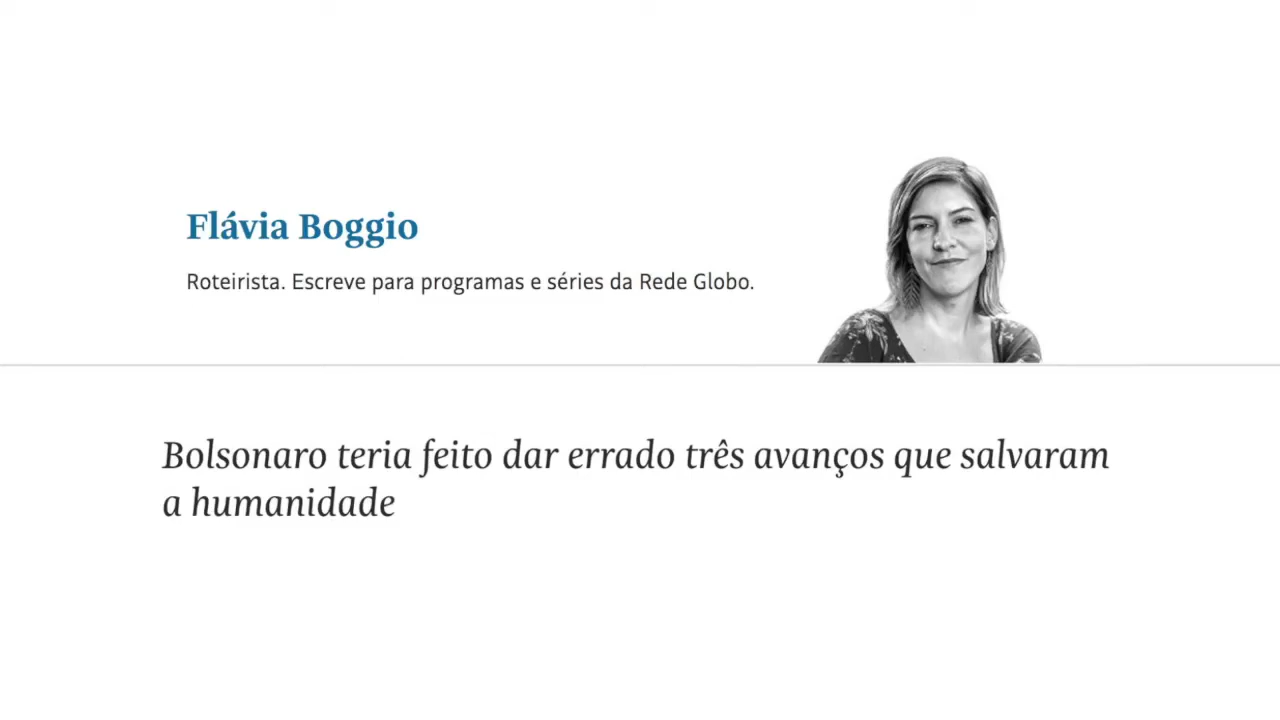 Flávia Boggio
Roteirista. Escreve para programas e séries da Rede Globo.
Bolsonaro teria feito dar errado três avanços que salvaram
a humanidade